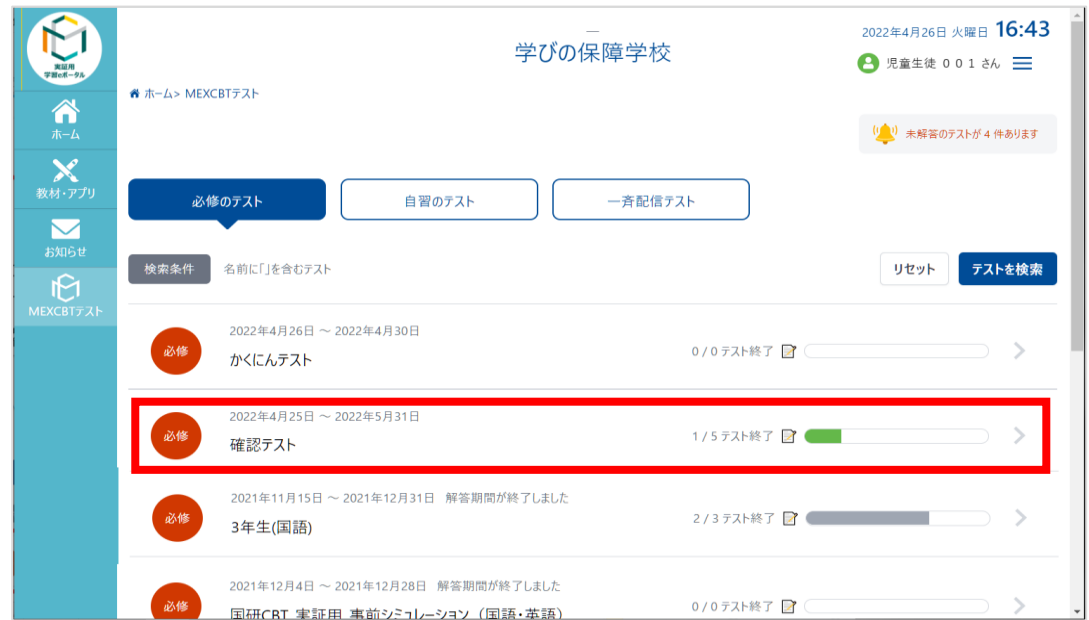 実証用
学習eポータル
ホーム
教材・アプリ
お知らせ
MEXCBTテスト
学びの保障学校
2022年4月26日 火曜日 16:43
児童生徒 001 さん
ホーム> MEXCBTテスト
未解答のテストが 4 件あります
必修のテスト
自習のテスト
一斉配信テスト
検索条件
名前に「」を含むテスト
リセット
テストを検索
必修
2022年4月26日 ～ 2022年4月30日
かくにんテスト
0 / 0 テスト終了
必修
2022年4月25日 ～ 2022年5月31日
確認テスト
1 / 5 テスト終了
必修
2021年11月15日 ～ 2021年12月31日 解答期間が終了しました
3年生(国語)
2 / 3 テスト終了
必修
2021年12月4日 ～ 2021年12月28日 解答期間が終了しました
国研CBT 実証用 事前シミュレーション（国語・英語）
0 / 0 テスト終了